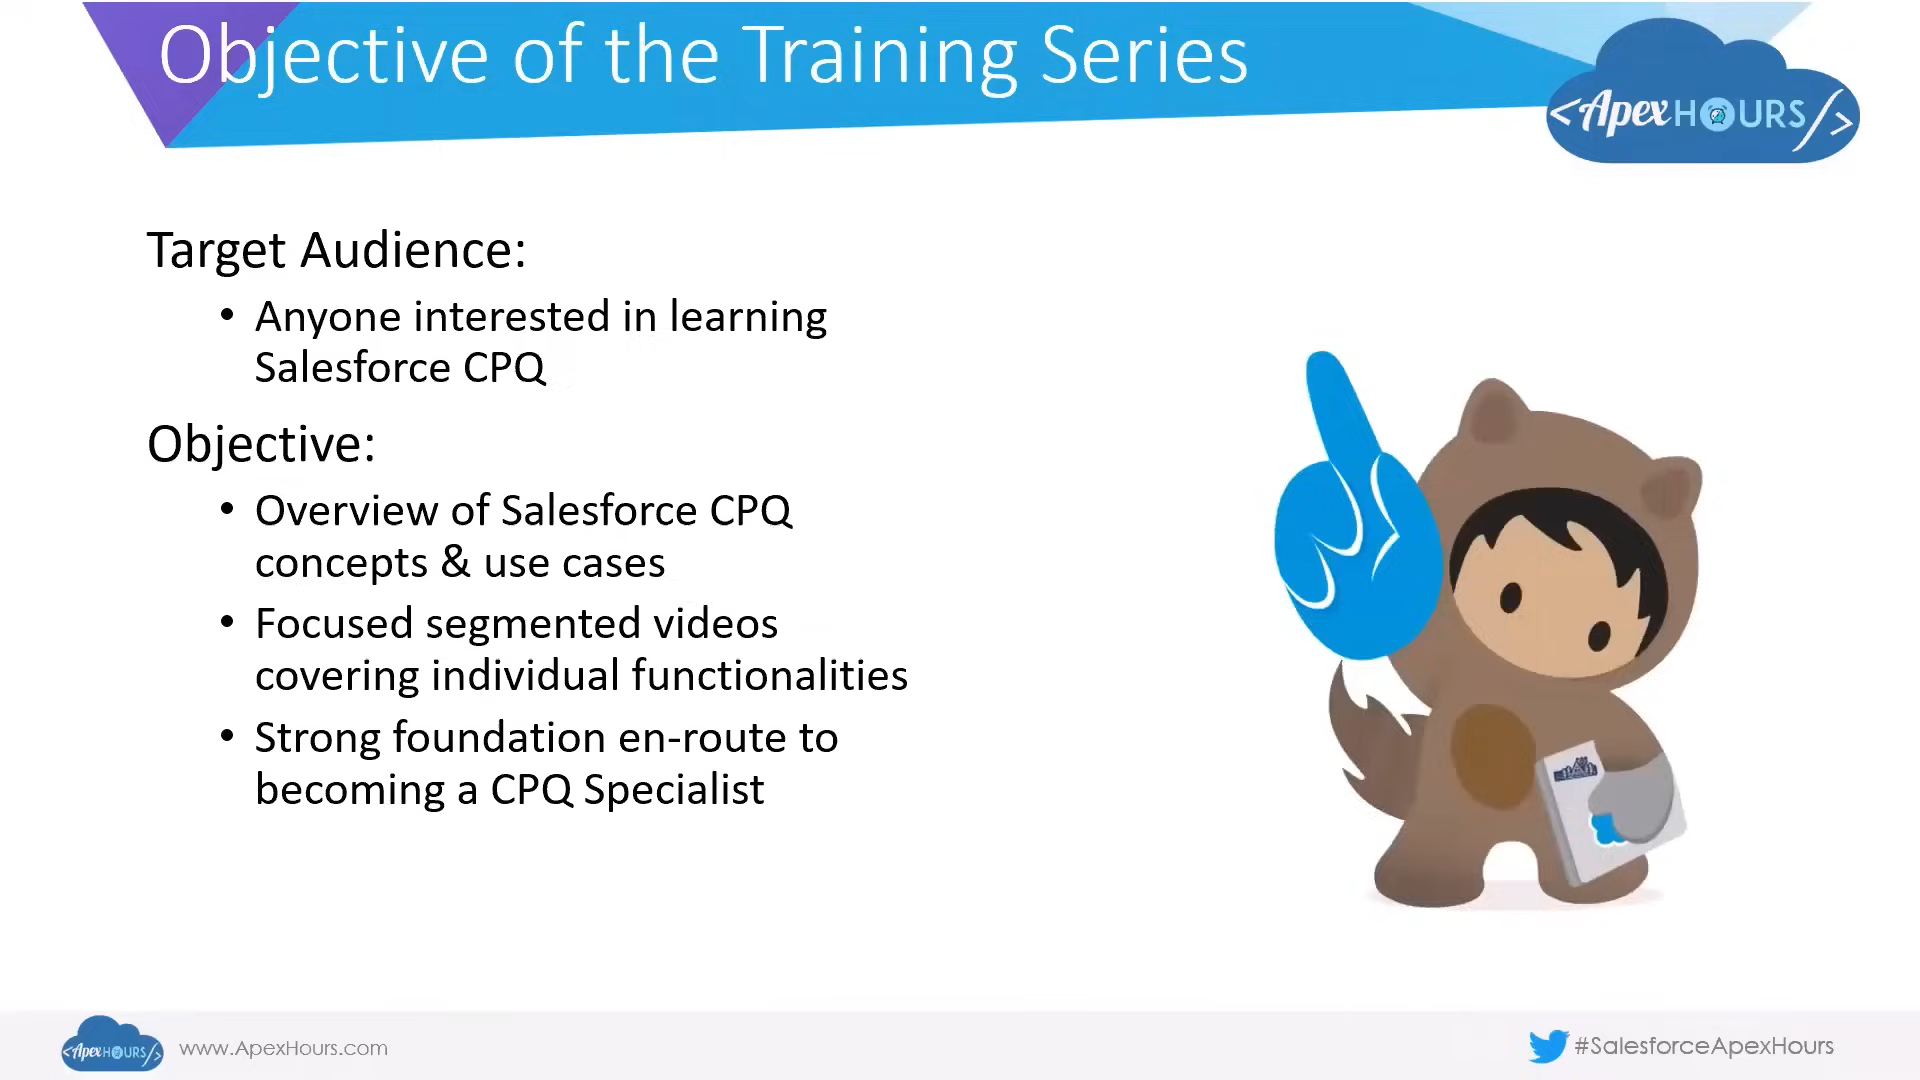 Objective of the Training Series
<ApexHOURS/>
Target Audience:
• Anyone interested in learning
Salesforce CPQ
Objective:
• Overview of Salesforce CPQ
concepts & use cases
• Focused segmented videos
covering individual functionalities
• Strong foundation en-route to
becoming a CPQ Specialist
<ApexHOURS/>
www.ApexHours.com
#SalesforceApexHours